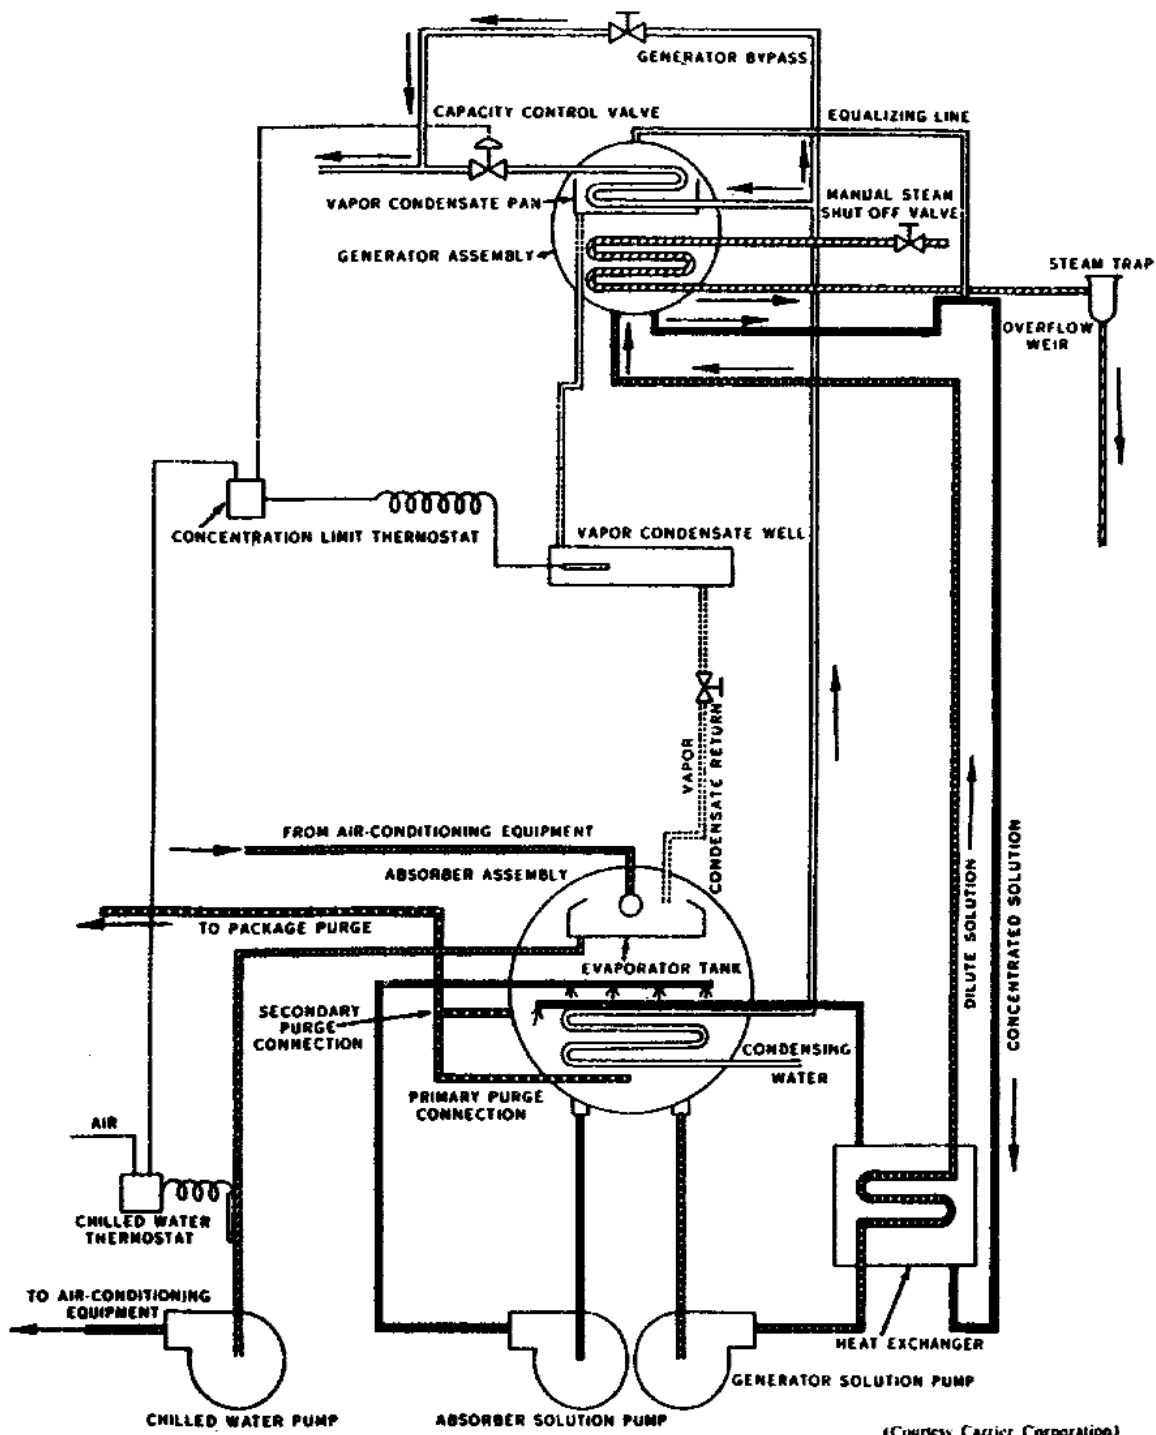 GENERATOR BYPASS
CAPACITY CONTROL VALVE
EQUALIZING LINE
VAPOR CONDENSATE PAN
MANUAL STEAM
SHUT OFF VALVE
GENERATOR ASSEMBLY
STEAM TRAP
OVERFLOW
WEIR
CONCENTRATION LIMIT THERMOSTAT
VAPOR CONDENSATE WELL
VAPOR
CONDENSATE RETURN
FROM AIR-CONDITIONING EQUIPMENT
ABSORBER ASSEMBLY
TO PACKAGE PURGE
EVAPORATOR TANK
DILUTE SOLUTION
CONCENTRATED SOLUTION
SECONDARY
PURGE
CONNECTION
CONDENSING
WATER
PRIMARY PURGE
CONNECTION
AIR
CHILLED WATER
THERMOSTAT
TO AIR-CONDITIONING
EQUIPMENT
HEAT EXCHANGER
GENERATOR SOLUTION PUMP
CHILLED WATER PUMP
ABSORBER SOLUTION PUMP
(Courtesy Carrier Corporation)